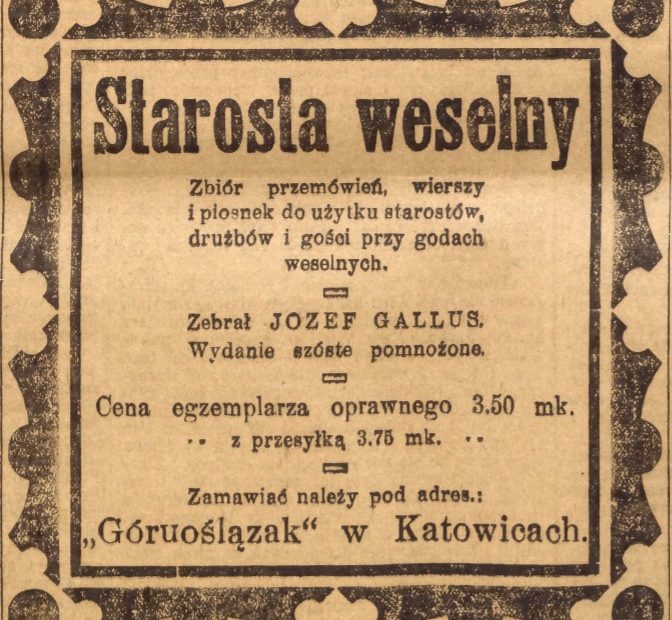 Starosta weselny
Zbiór przemówień, wierszy
i piosnek do użytku starostów,
drużbów i gości przy godach
weselnych.
Zebrał JOZEF GALLUS.
Wydanie szóste pomnożone.
Cena egzemplarza oprawnego 3.50 mk.
z przesyłką 3.75 mk.
Zamawiać należy pod adres.:
„Góruoślązak“ w Katowicach.